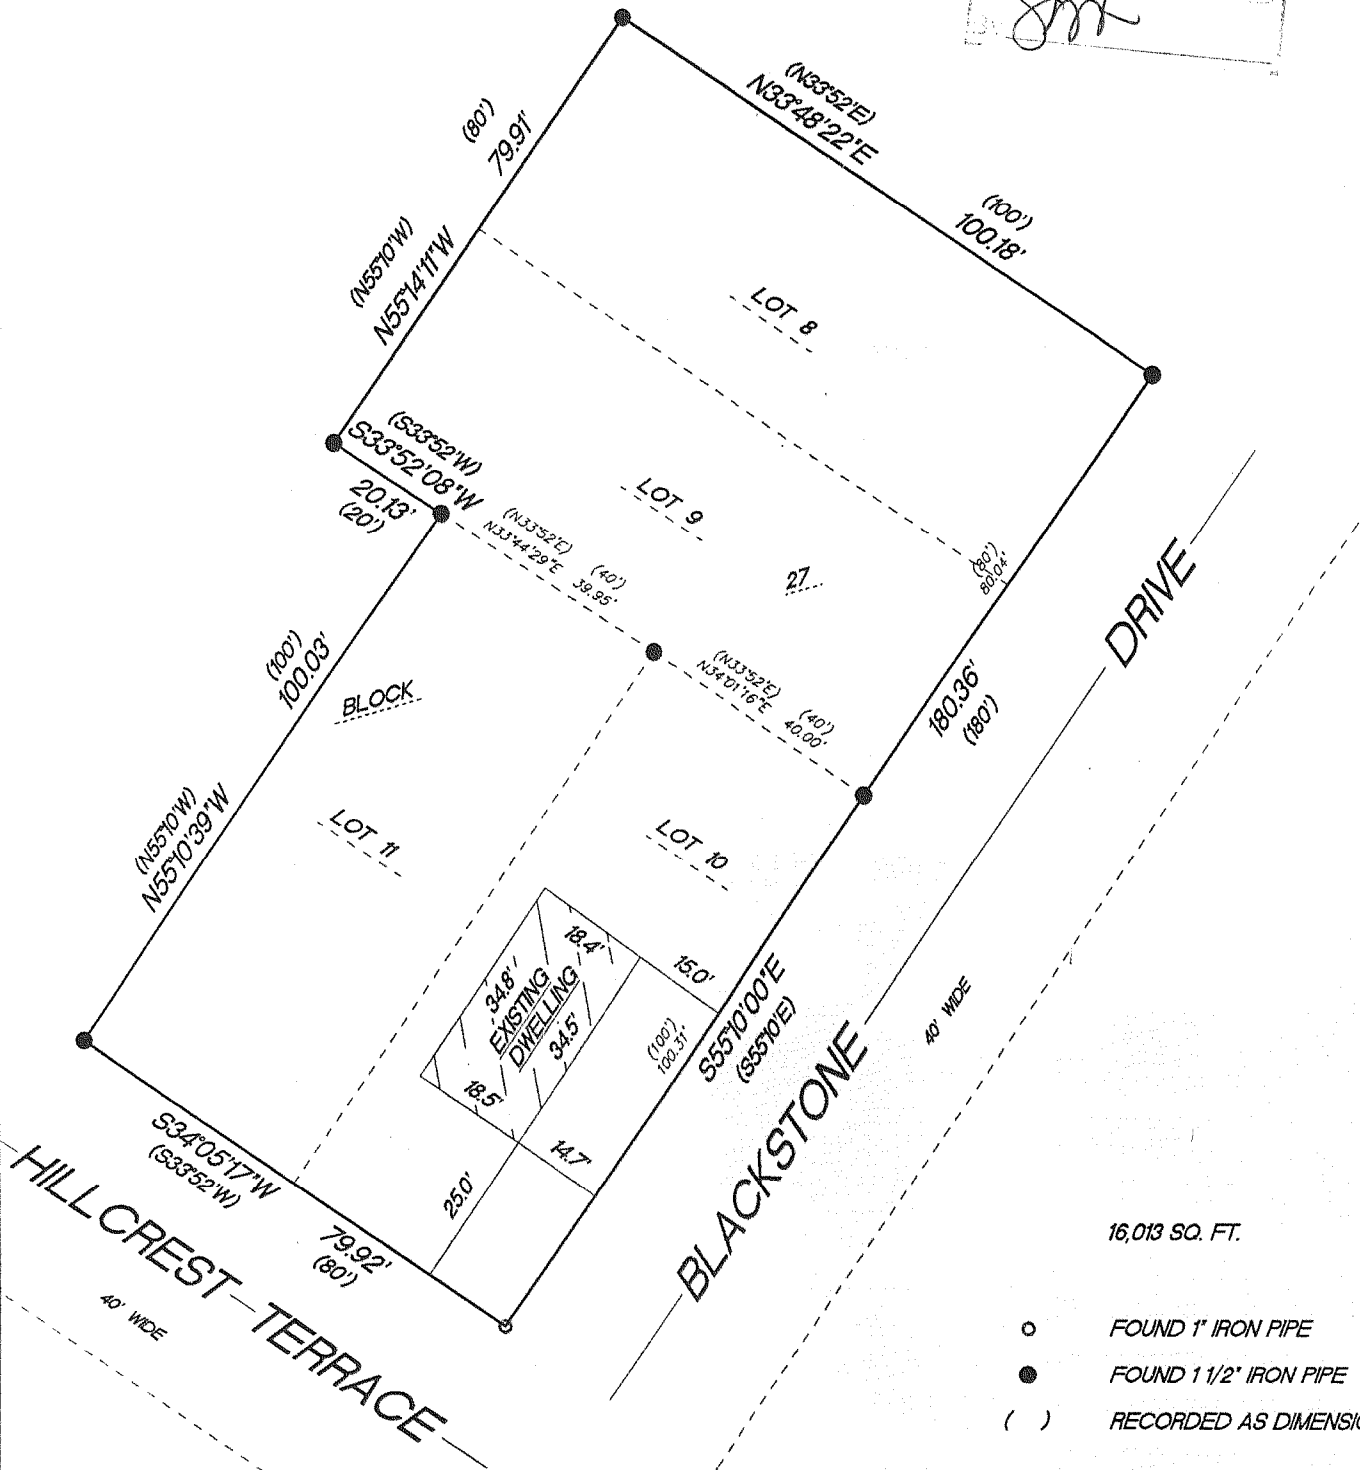 (N33°52'E)
N33°48'22"E
(80')
79.91'
(100')
100.18'
(N55°10'W)
N55°14'11"W
LOT 8
(S33°52'W)
S33°52'08"W
20.13'
(20')
LOT 9
(N33°52'E)
N33°44'29"E
(40')
39.95'
27
(80')
80.04'
DRIVE
(100')
100.03'
BLOCK
(N33°52'E)
N34°01'16"E
(40')
40.00'
180.36'
(180')
(N55°10'W)
N55°10'39"W
LOT 11
LOT 10
18.4'
15.0'
34.8'
EXISTING
DWELLING
34.5'
(100')
100.31'
S55°10'00"E
(S55°10'E)
40' WIDE
18.5'
14.7'
25.0'
BLACKSTONE
S34°05'17"W
(S33°52'W)
79.92'
(80')
HILLCREST TERRACE
40' WIDE
16,013 SQ. FT.
FOUND 1" IRON PIPE
FOUND 1 1/2" IRON PIPE
( ) RECORDED AS DIMENSIO